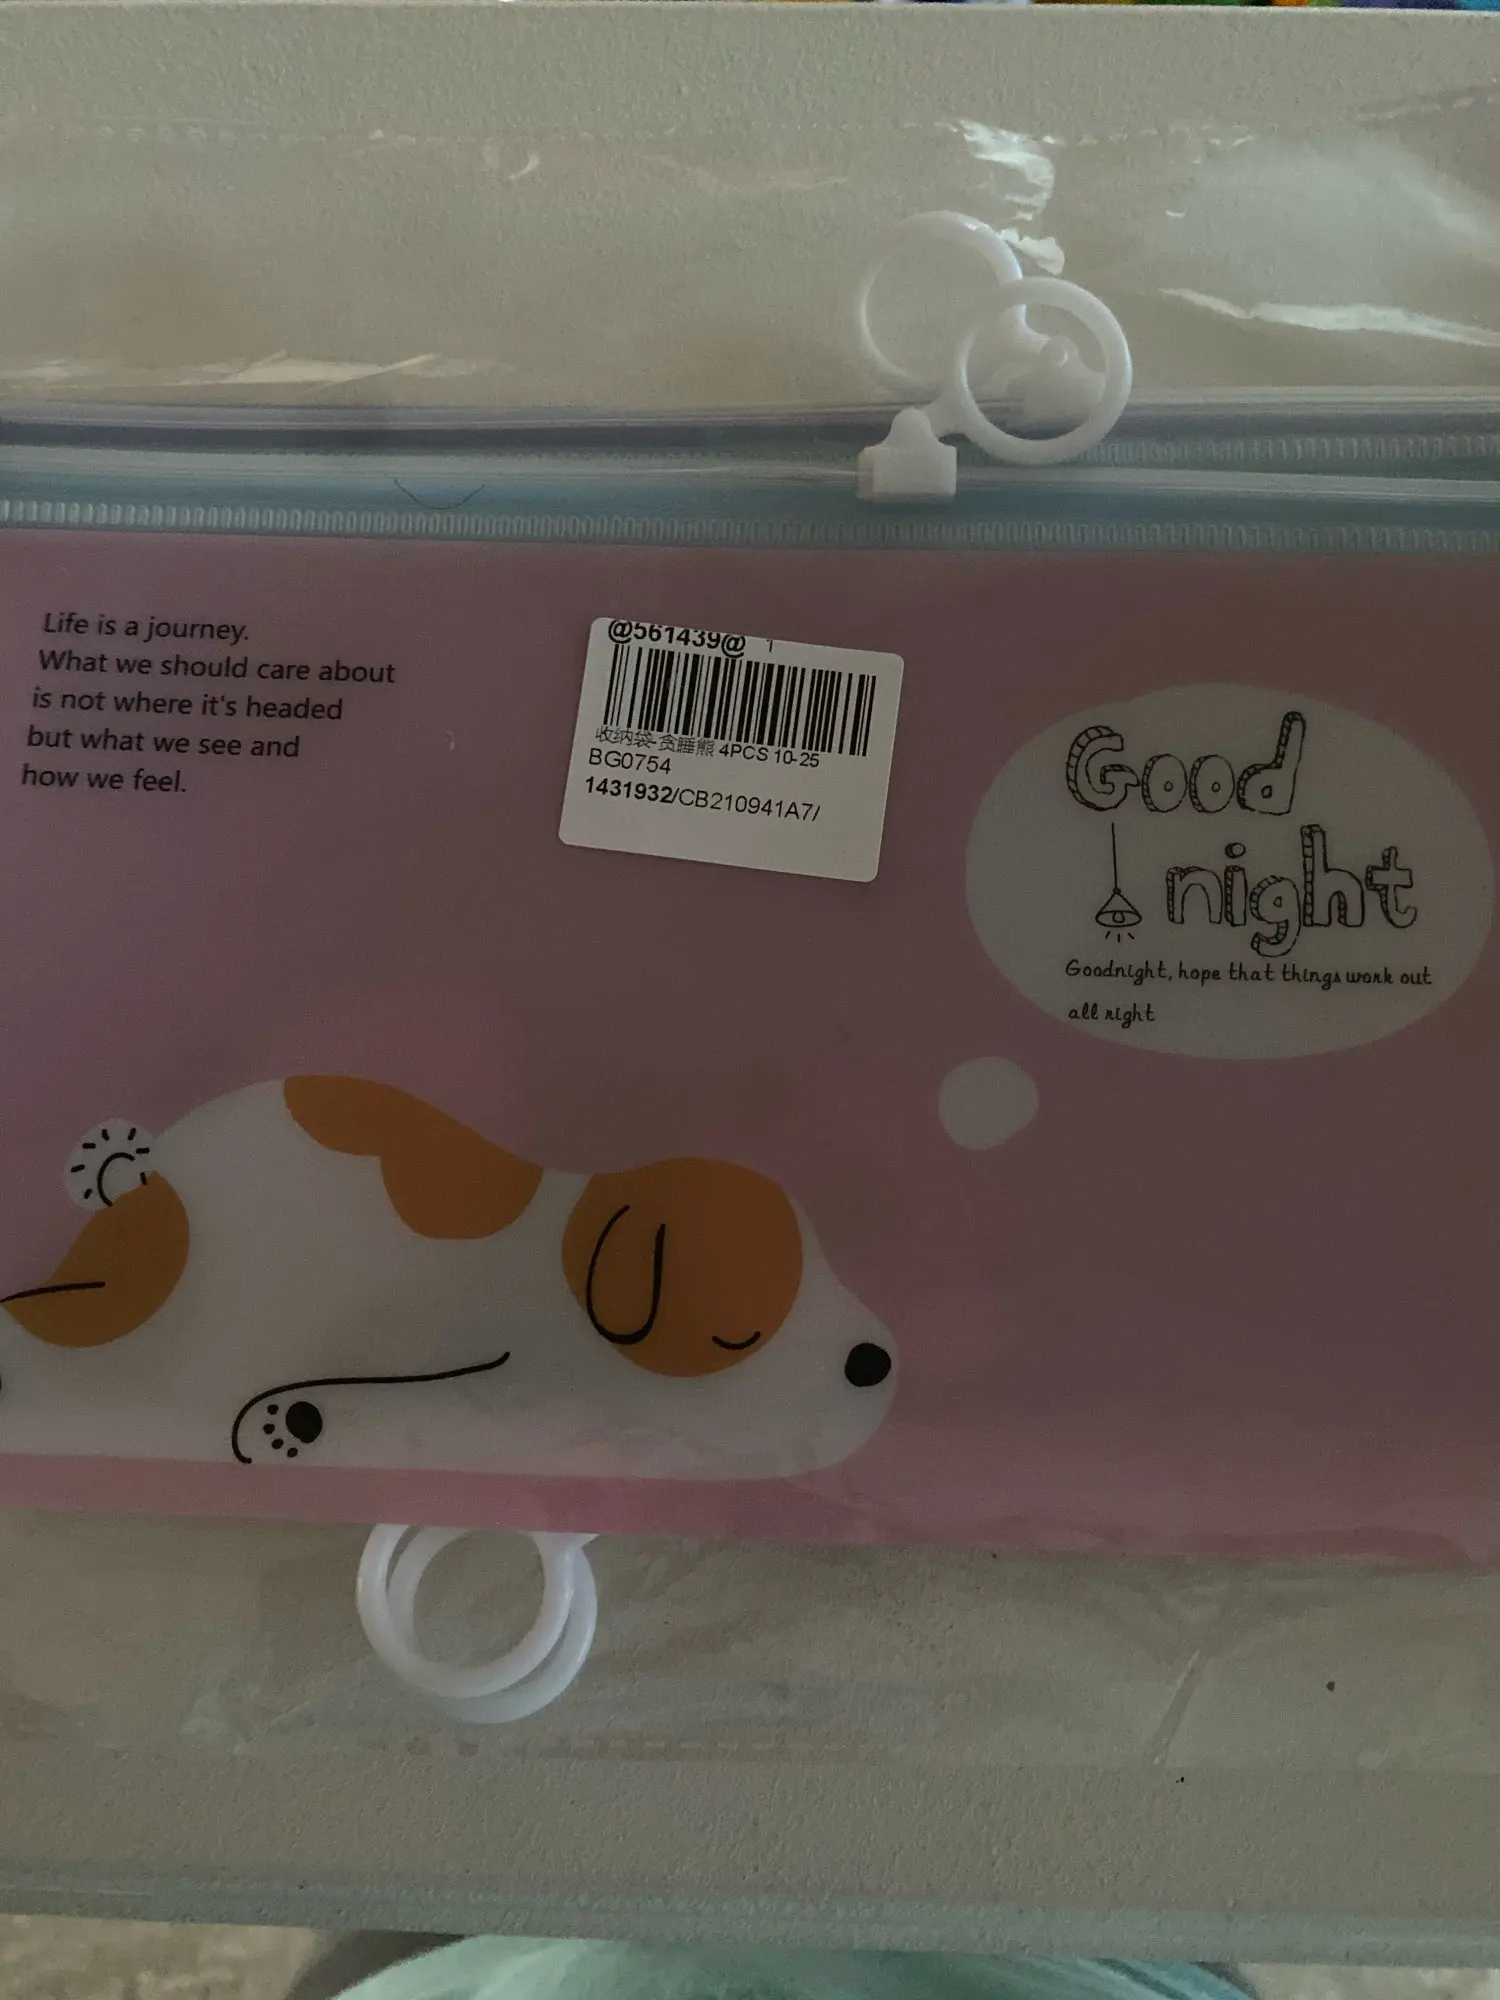 Life is a journey.
What we should care about
is not where it's headed
but what we see and
how we feel.
@561439@ 1
收纳袋-贪睡熊 4PCS 10-25
BG0754
1431932/CB210941A7/
Good
night
Goodnight, hope that things work out
all right